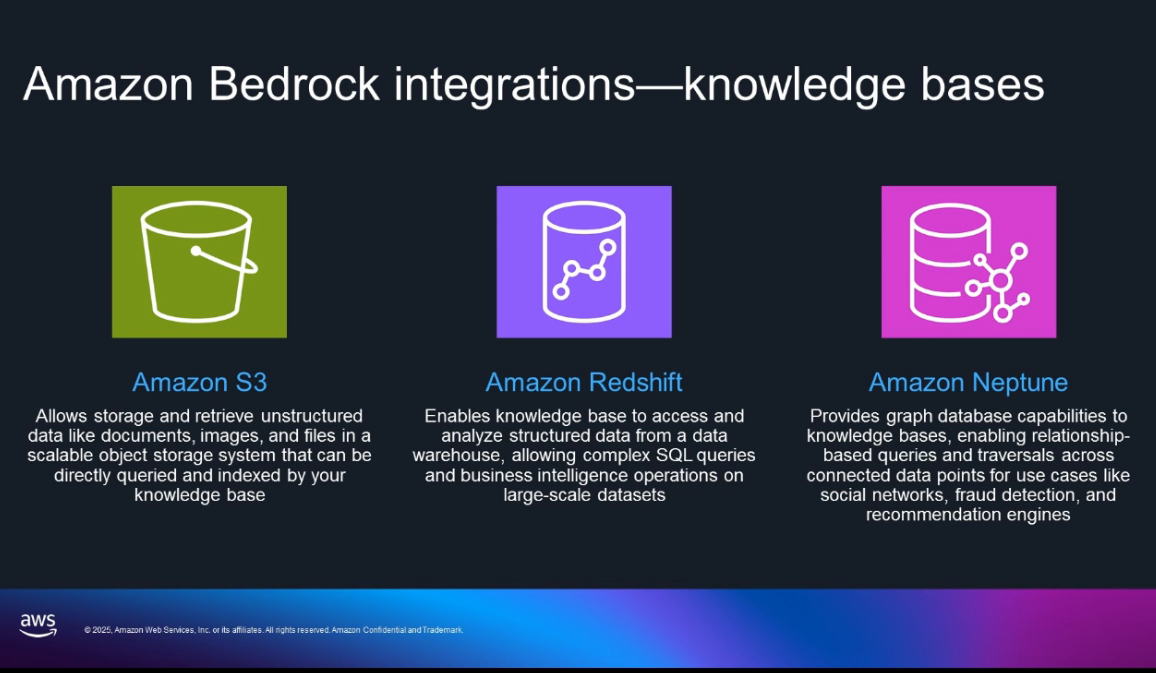 Amazon Bedrock integrations—knowledge bases
Amazon S3
Allows storage and retrieve unstructured
data like documents, images, and files in a
scalable object storage system that can be
directly queried and indexed by your
knowledge base
Amazon Redshift
Enables knowledge base to access and
analyze structured data from a data
warehouse, allowing complex SQL queries
and business intelligence operations on
large-scale datasets
Amazon Neptune
Provides graph database capabilities to
knowledge bases, enabling relationship-
based queries and traversals across
connected data points for use cases like
social networks, fraud detection, and
recommendation engines
aws
© 2025, Amazon Web Services, Inc. or its affiliates. All rights reserved. Amazon Confidential and Trademark.